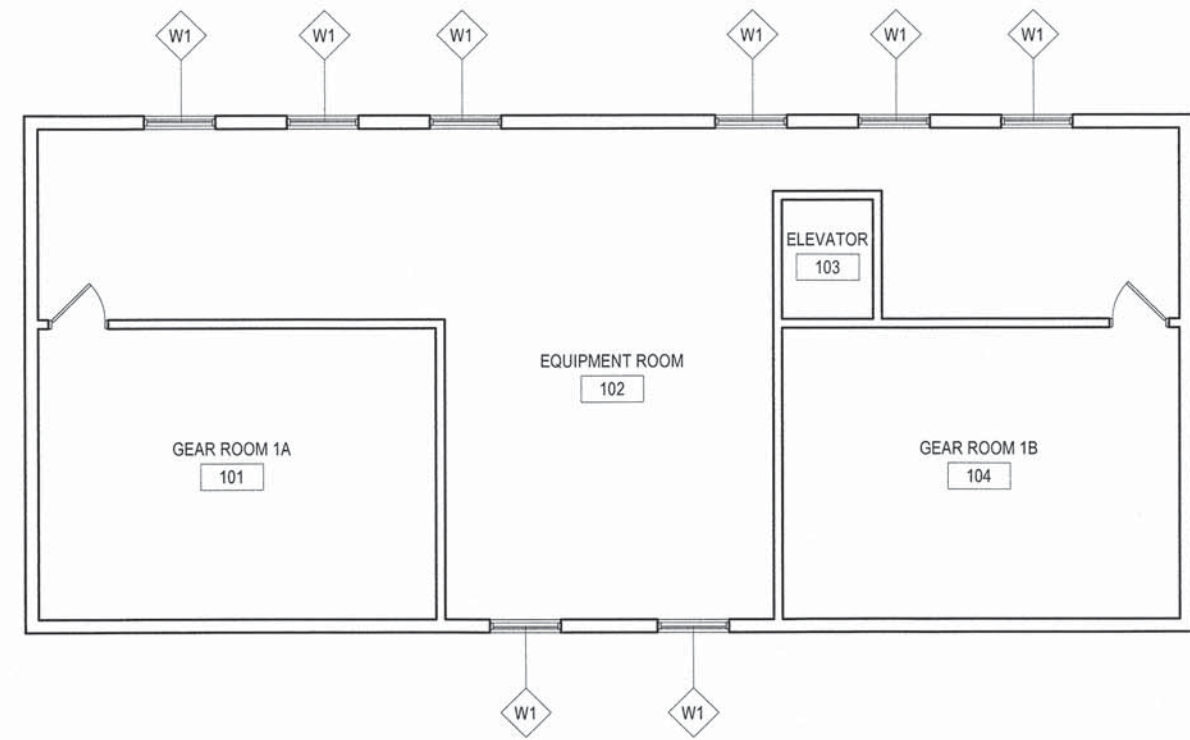 W1
W1
W1
W1
W1
W1
ELEVATOR
103
EQUIPMENT ROOM
102
GEAR ROOM 1A
101
GEAR ROOM 1B
104
W1
W1